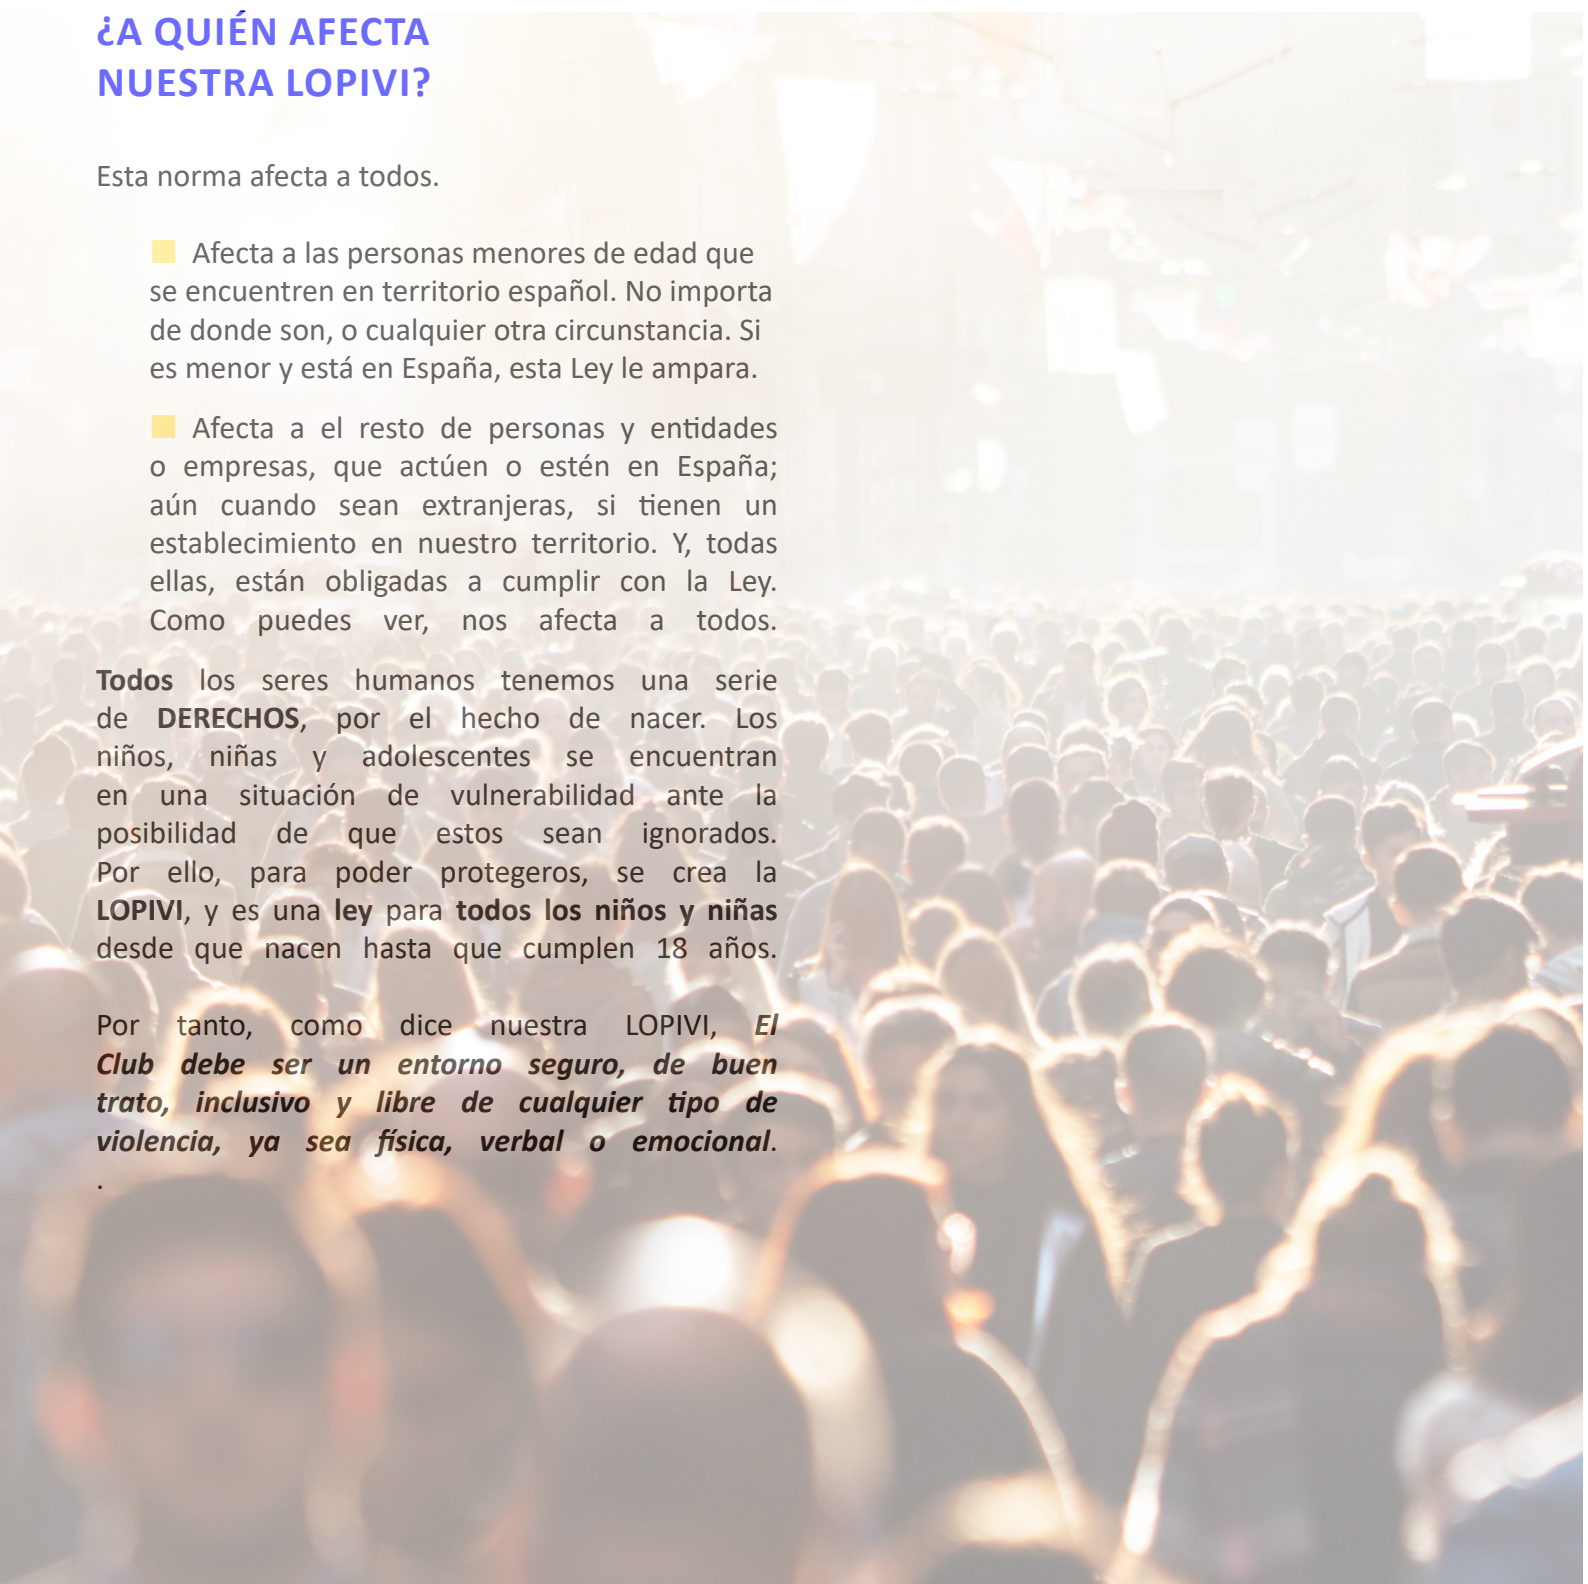 ¿A QUIÉN AFECTA
NUESTRA LOPIVI?
Esta norma afecta a todos.
Afecta a las personas menores de edad que
se encuentren en territorio español. No importa
de donde son, o cualquier otra circunstancia. Si
es menor y está en España, esta Ley le ampara.
Afecta a el resto de personas y entidades
o empresas, que actúen o estén en España;
aún cuando sean extranjeras, si tienen un
establecimiento en nuestro territorio. Y, todas
ellas, están obligadas a cumplir con la Ley.
Como puedes ver, nos afecta a todos.
Todos los seres humanos tenemos una serie
de DERECHOS, por el hecho de nacer. Los
niños, niñas y adolescentes se encuentran
en una situación de vulnerabilidad ante la
posibilidad de que estos sean ignorados.
Por ello, para poder protegeros, se crea la
LOPIVI, y es una ley para todos los niños y niñas
desde que nacen hasta que cumplen 18 años.
Por tanto, como dice nuestra LOPIVI, El
Club debe ser un entorno seguro, de buen
trato, inclusivo y libre de cualquier tipo de
violencia, ya sea física, verbal o emocional.
.